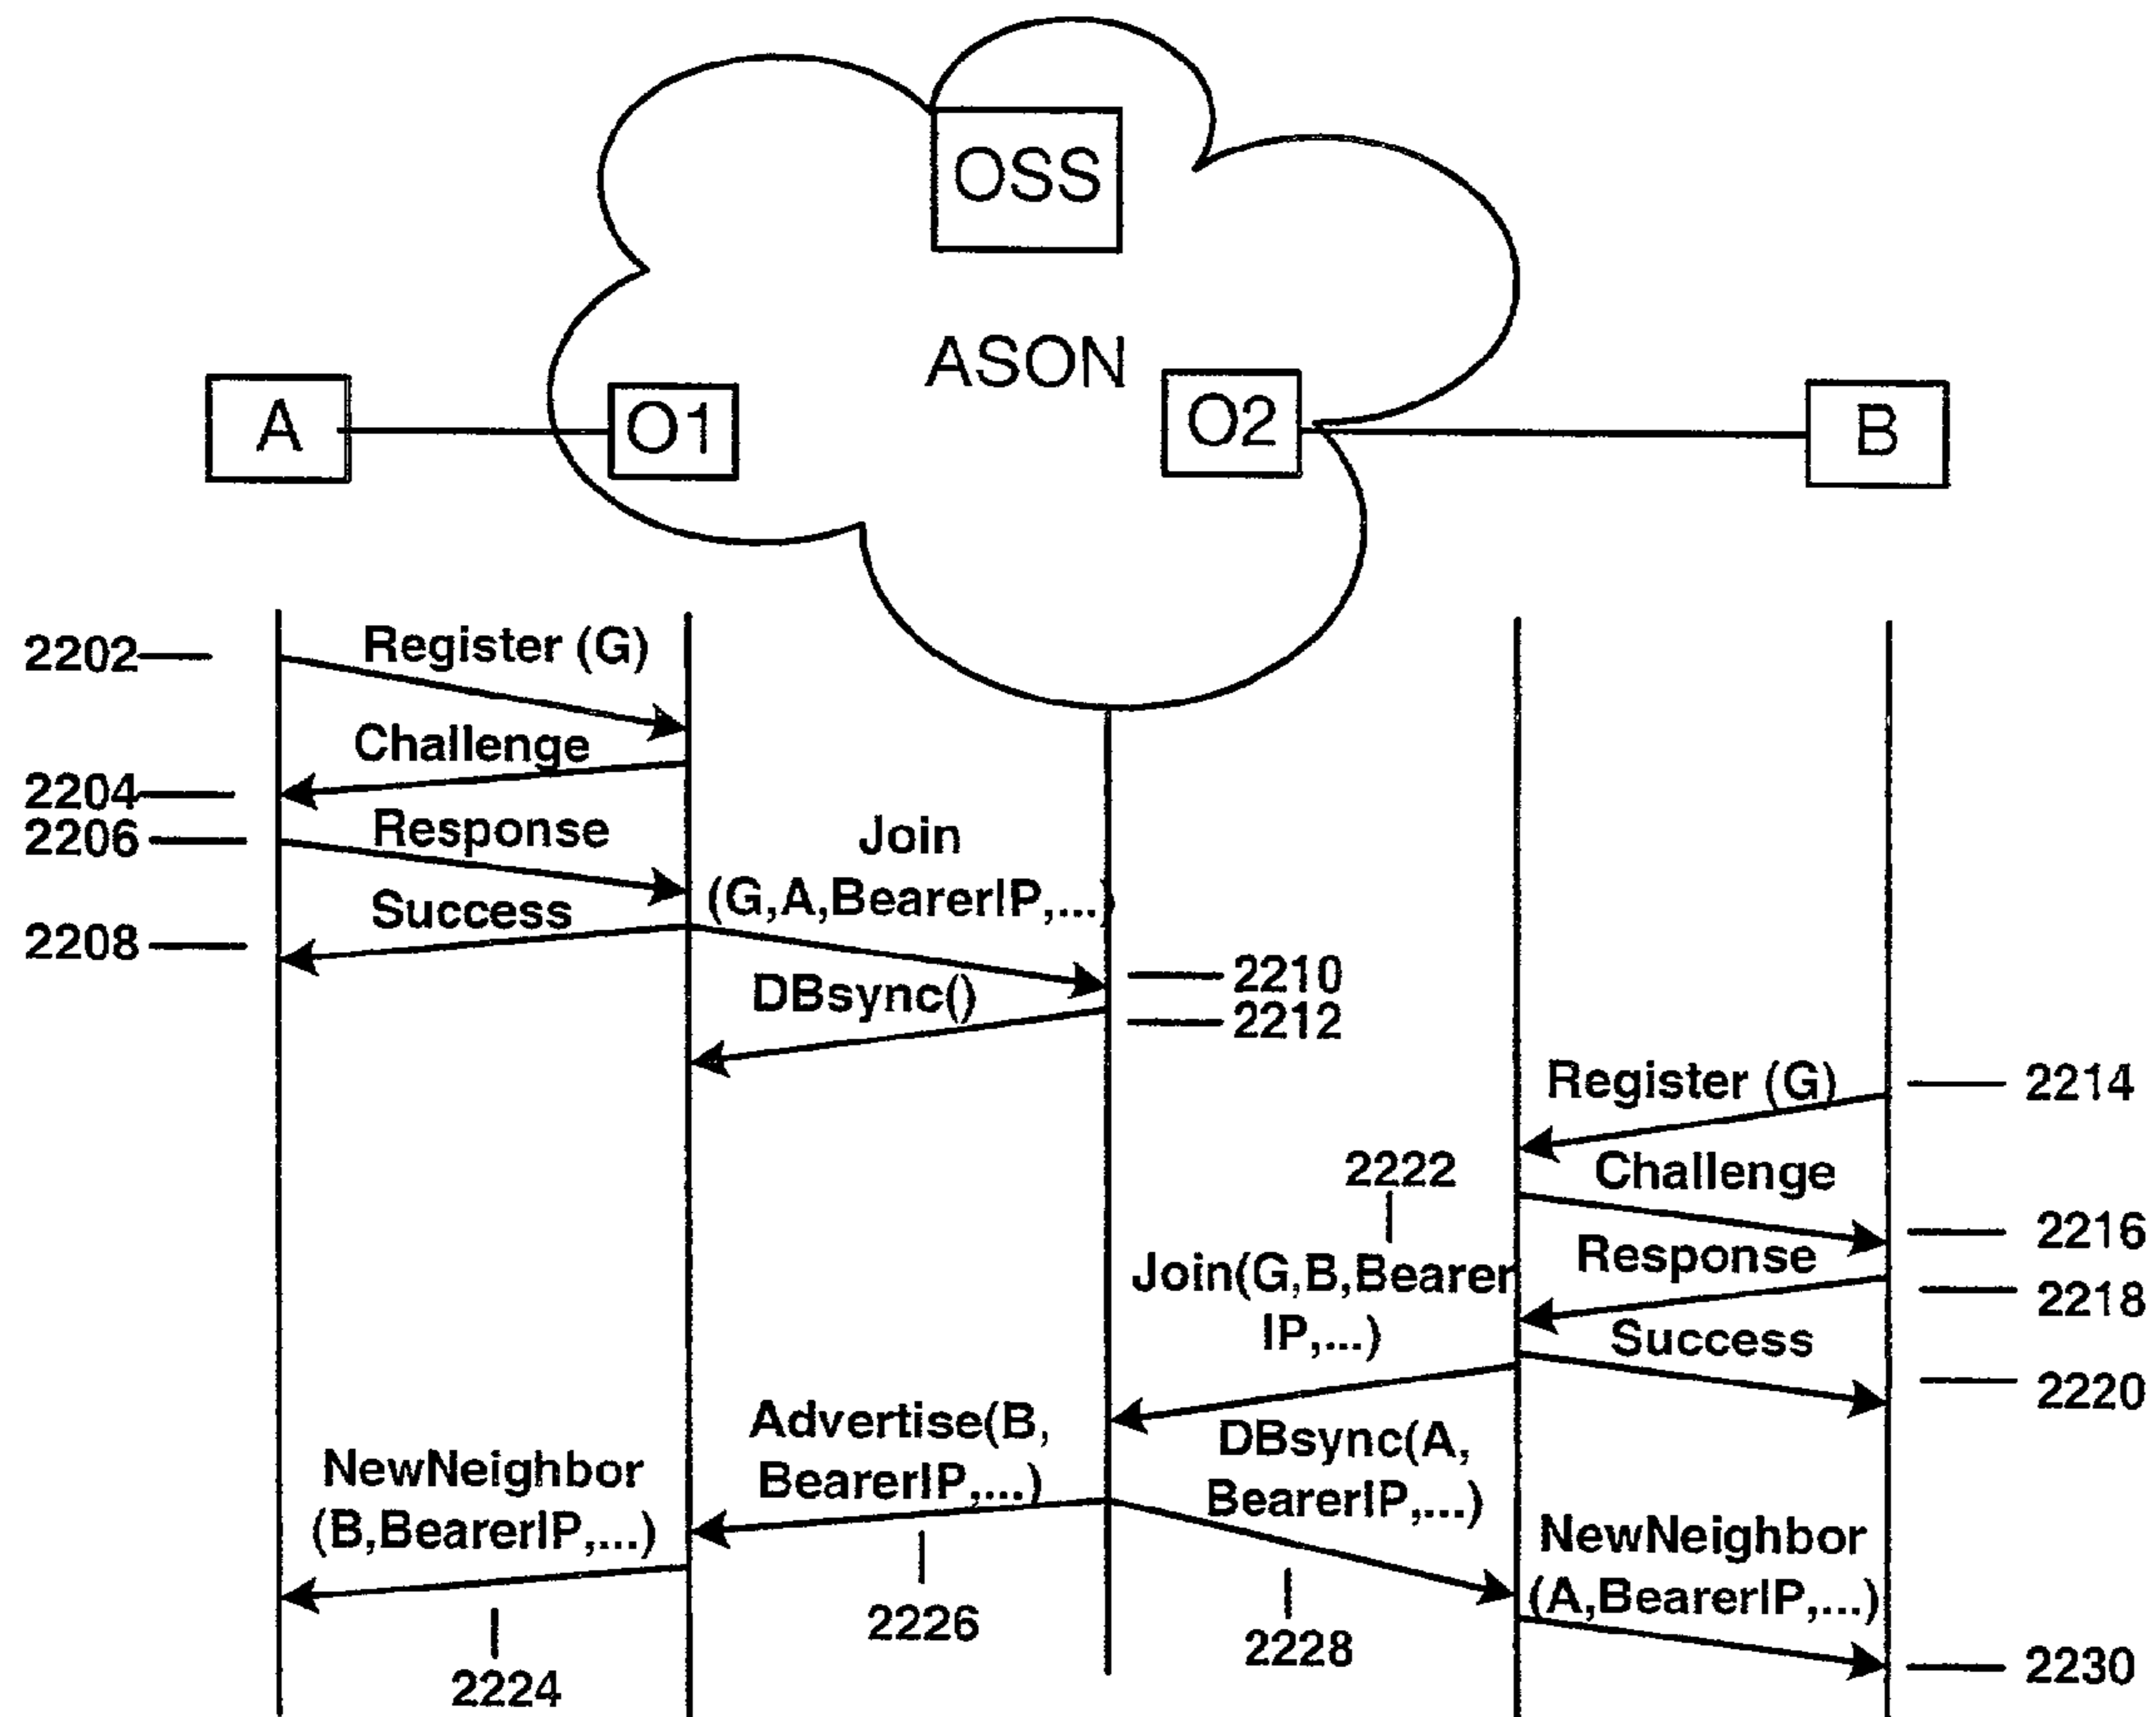 OSS
ASON
A
O1
O2
B
2202
Register (G)
Challenge
2204
2206
Response
Join
(G,A,BearerIP,...)
Success
2208
2210
DBsync()
2212
Register (G)
2214
2222
Challenge
2216
Join(G,B,Bearer
IP,...)
Response
2218
Success
2220
Advertise(B,
BearerIP,....)
DBsync(A,
BearerIP,...)
NewNeighbor
(B,BearerIP,...)
NewNeighbor
(A,BearerIP,...)
2226
2228
2224
2230